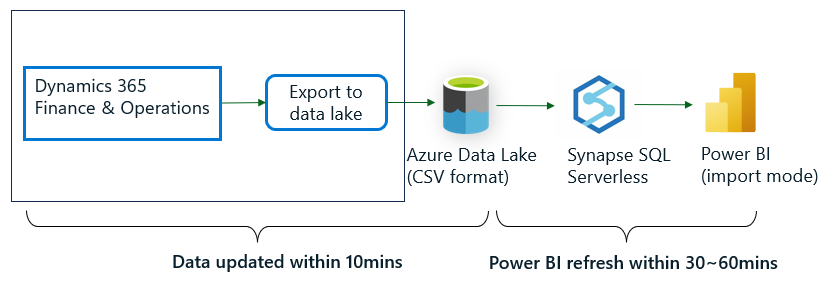 Dynamics 365
Finance & Operations
Export to
data lake
Azure Data Lake
(CSV format)
Synapse SQL
Serverless
Power BI
(import mode)
Data updated within 10mins
Power BI refresh within 30~60mins